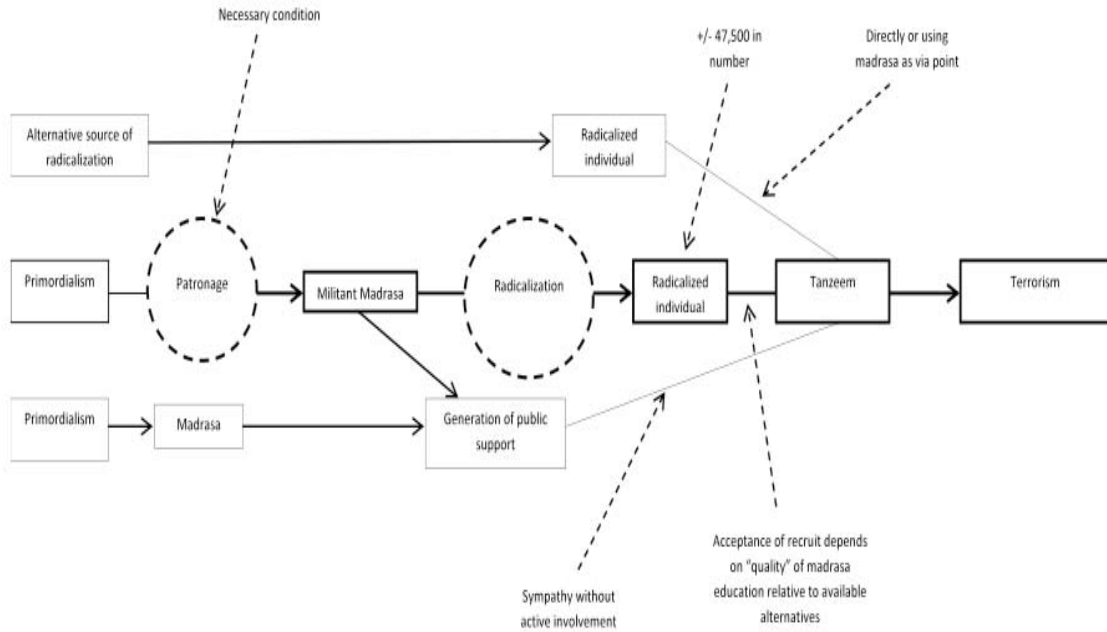 Necessary condition
+/- 47,500 in
number
Directly or using
madrasa as via point
Alternative source of
radicalization
Radicalized
individual
Primordialism
Patronage
Militant Madrasa
Radicalization
Radicalized
individual
Tanzeem
Terrorism
Primordialism
Madrasa
Generation of public
support
Sympathy without
active involvement
Acceptance of recruit depends
on “quality” of madrasa
education relative to available
alternatives